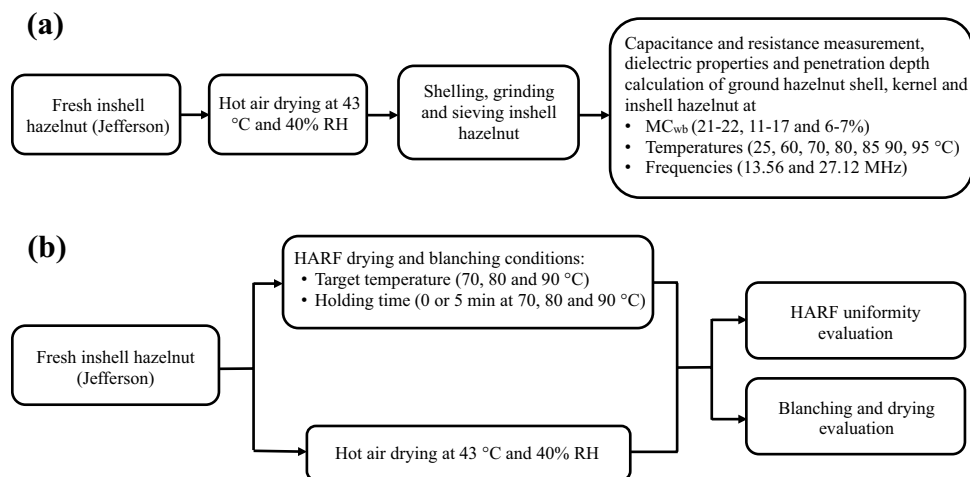 (a)
Fresh inshell
hazelnut (Jefferson)
Hot air drying at 43
°C and 40% RH
Shelling, grinding
and sieving inshell
hazelnut
Capacitance and resistance measurement,
dielectric properties and penetration depth
calculation of ground hazelnut shell, kernel and
inshell hazelnut at
• MCwb (21-22, 11-17 and 6-7%)
• Temperatures (25, 60, 70, 80, 85 90, 95 °C)
• Frequencies (13.56 and 27.12 MHz)
(b)
Fresh inshell hazelnut
(Jefferson)
HARF drying and blanching conditions:
• Target temperature (70, 80 and 90 °C)
• Holding time (0 or 5 min at 70, 80 and 90 °C)
Hot air drying at 43 °C and 40% RH
HARF uniformity
evaluation
Blanching and drying
evaluation